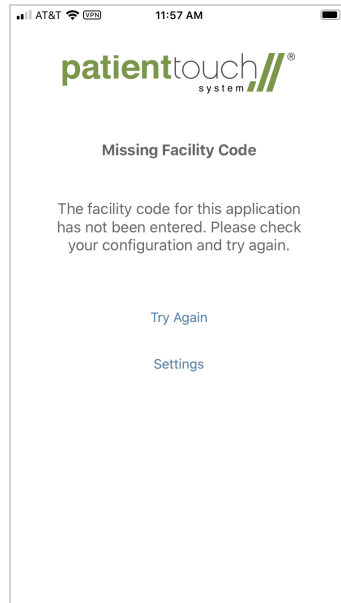 AT&T VPN 11:57 AM
patienttouch®
system
Missing Facility Code
The facility code for this application
has not been entered. Please check
your configuration and try again.
Try Again
Settings